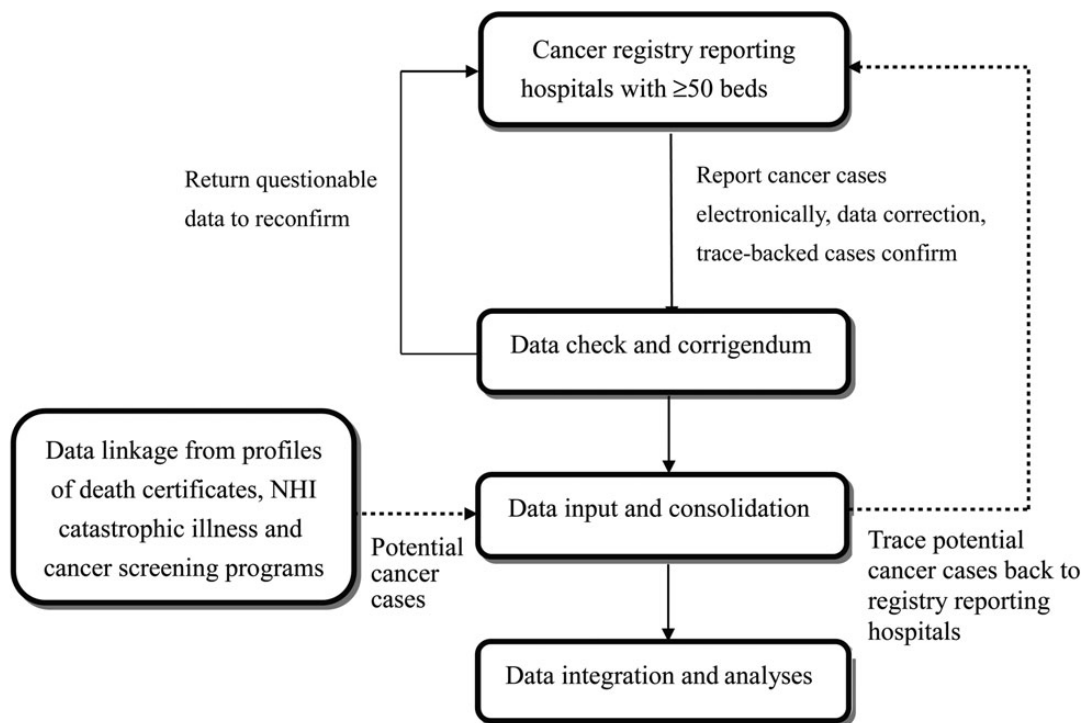 Cancer registry reporting
hospitals with ≥50 beds
Return questionable
data to reconfirm
Report cancer cases
electronically, data correction,
trace-backed cases confirm
Data check and corrigendum
Data linkage from profiles
of death certificates, NHI
catastrophic illness and
cancer screening programs
Potential
cancer
cases
Data input and consolidation
Trace potential
cancer cases back to
registry reporting
hospitals
Data integration and analyses